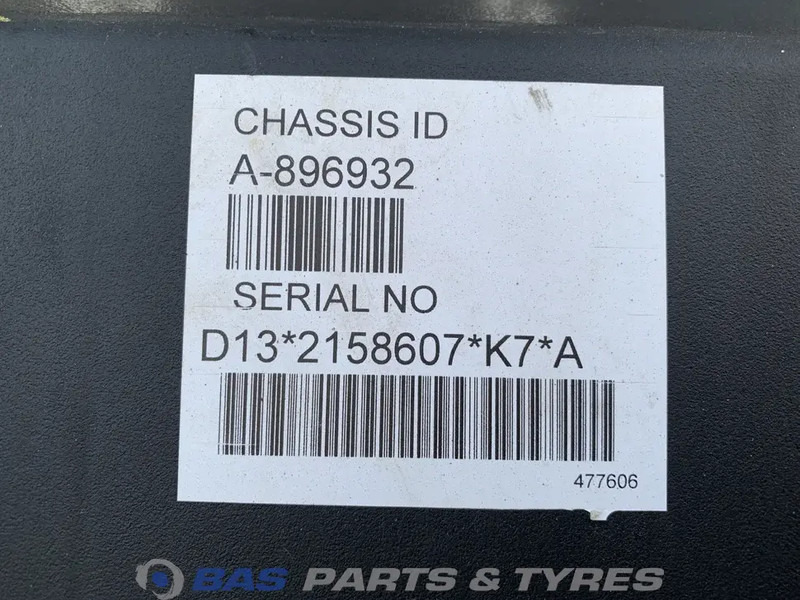 CHASSIS ID
A-896932
SERIAL NO
D13*2158607*K7*A
477606
BAS PARTS & TYRES